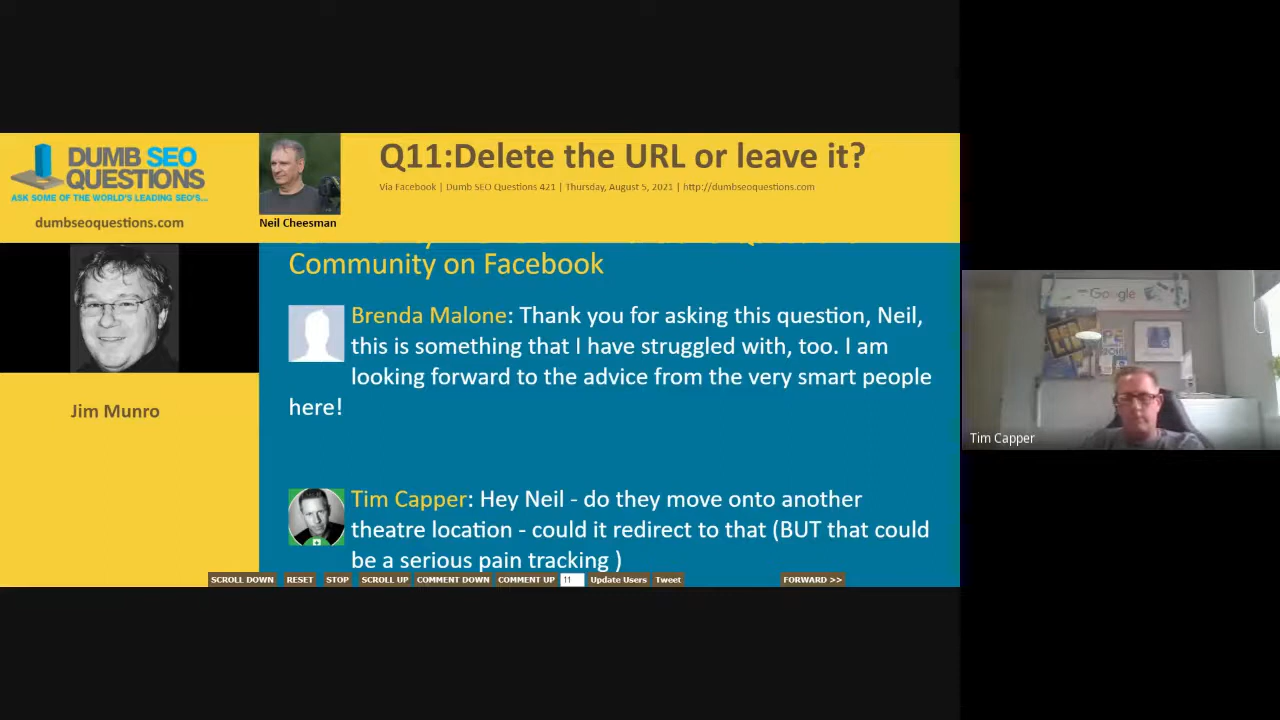 DUMB SEO
QUESTIONS
ASK SOME OF THE WORLD'S LEADING SEO'S...
dumbseoquestions.com
Neil Cheesman
Q11:Delete the URL or leave it?
Via Facebook | Dumb SEO Questions 421 | Thursday, August 5, 2021 | http://dumbseoquestions.com
Jim Munro
Community on Facebook
Brenda Malone: Thank you for asking this question, Neil,
this is something that I have struggled with, too. I am
looking forward to the advice from the very smart people
here!
Tim Capper: Hey Neil - do they move onto another
theatre location - could it redirect to that (BUT that could
be a serious pain tracking )
SCROLL DOWN RESET STOP SCROLL UP COMMENT DOWN COMMENT UP 11 Update Users Tweet FORWARD >>
Google
Tim Capper